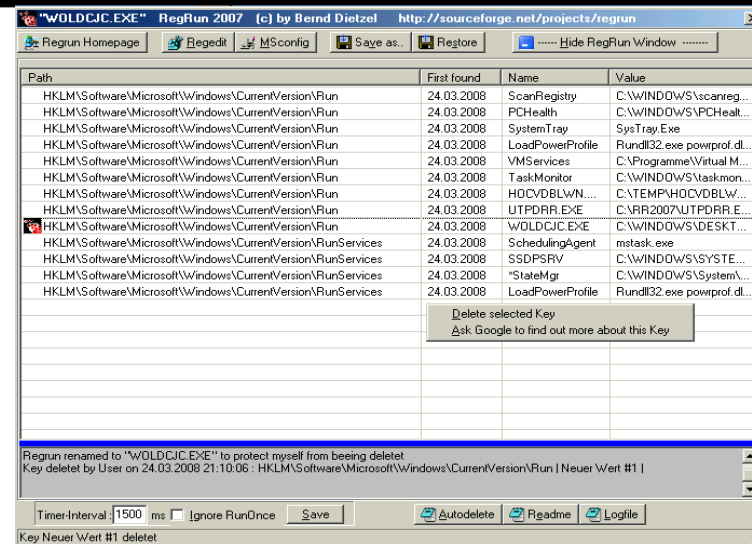 "WOLDCJC.EXE" RegRun 2007 (c) by Bernd Dietzel http://sourceforge.net/projects/regrun
Regrun Homepage Regedit MSconfig Save as.. Restore ----- Hide RegRun Window -------
Path First found Name Value
HKLM\Software\Microsoft\Windows\CurrentVersion\Run 24.03.2008 ScanRegistry C:\WINDOWS\scanreg...
HKLM\Software\Microsoft\Windows\CurrentVersion\Run 24.03.2008 PCHealth C:\WINDOWS\PCHealt...
HKLM\Software\Microsoft\Windows\CurrentVersion\Run 24.03.2008 SystemTray SysTray.Exe
HKLM\Software\Microsoft\Windows\CurrentVersion\Run 24.03.2008 LoadPowerProfile Rundll32.exe powrprof.dl...
HKLM\Software\Microsoft\Windows\CurrentVersion\Run 24.03.2008 VMServices C:\Programme\Virtual M...
HKLM\Software\Microsoft\Windows\CurrentVersion\Run 24.03.2008 TaskMonitor C:\WINDOWS\taskmon...
HKLM\Software\Microsoft\Windows\CurrentVersion\Run 24.03.2008 HOCVDBLWN.... C:\TEMP\HOCVDBLW...
HKLM\Software\Microsoft\Windows\CurrentVersion\Run 24.03.2008 UTPDRR.EXE C:\RR2007\UTPDRR.E...
HKLM\Software\Microsoft\Windows\CurrentVersion\Run 24.03.2008 WOLDCJC.EXE C:\WINDOWS\DESKT...
HKLM\Software\Microsoft\Windows\CurrentVersion\RunServices 24.03.2008 SchedulingAgent mstask.exe
HKLM\Software\Microsoft\Windows\CurrentVersion\RunServices 24.03.2008 SSDPSRV C:\WINDOWS\SYSTE...
HKLM\Software\Microsoft\Windows\CurrentVersion\RunServices 24.03.2008 *StateMgr C:\WINDOWS\System\...
HKLM\Software\Microsoft\Windows\CurrentVersion\RunServices 24.03.2008 LoadPowerProfile Rundll32.exe powrprof.dl...
Delete selected Key
Ask Google to find out more about this Key
Regrun renamed to "WOLDCJC.EXE" to protect myself from beeing deletet
Key deletet by User on 24.03.2008 21:10:06 : HKLM\Software\Microsoft\Windows\CurrentVersion\Run | Neuer Wert #1 |
Timer-Interval : 1500 ms Ignore RunOnce Save Autodelete Readme Logfile
Key Neuer Wert #1 deletet